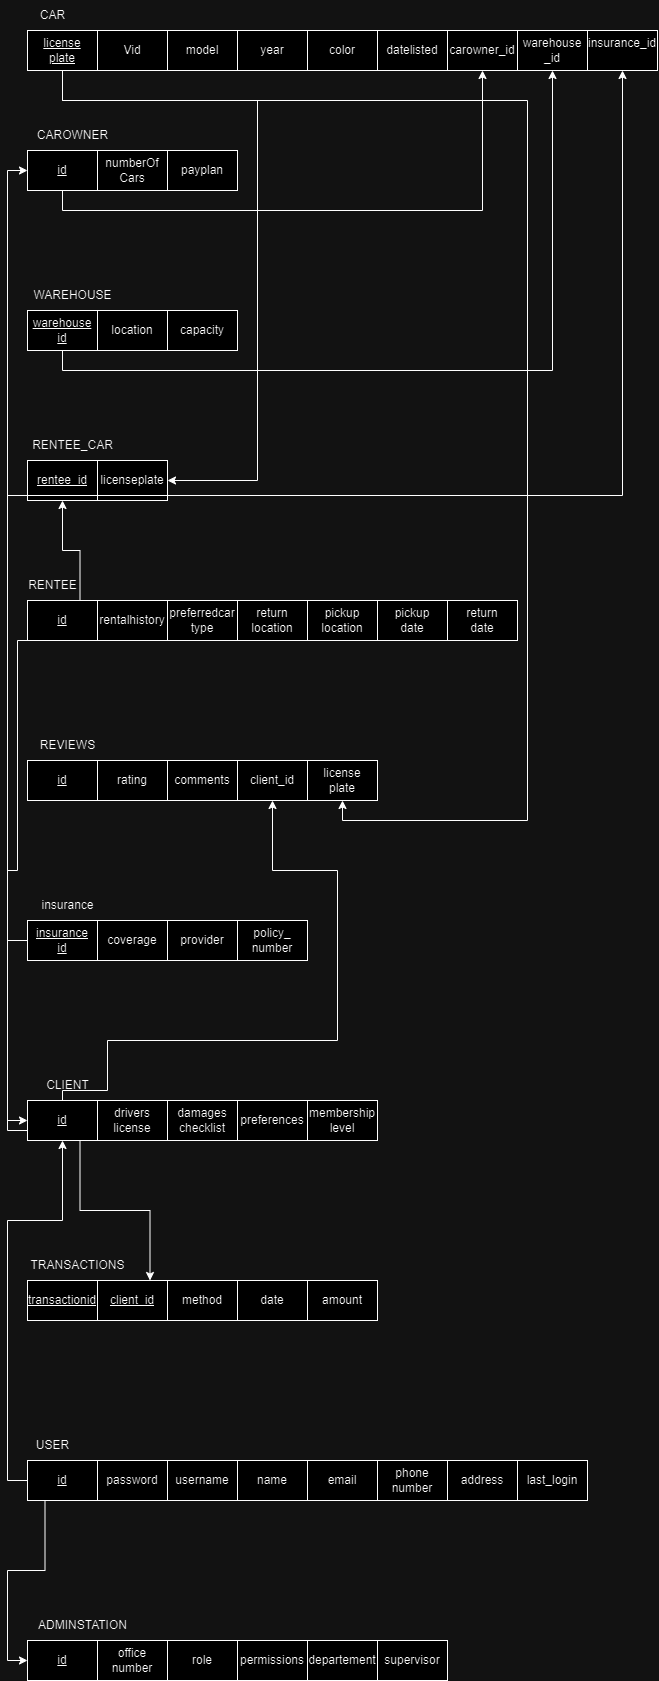 CAR
license
plate
Vid
model
year
color
datelisted
carowner_id
warehouse
_id
insurance_id
CAROWNER
id
numberOf
Cars
payplan
WAREHOUSE
warehouse
id
location
capacity
RENTEE_CAR
rentee_id
licenseplate
RENTEE
id
rentalhistory
preferredcar
type
return
location
pickup
location
pickup
date
return
date
REVIEWS
id
rating
comments
client_id
license
plate
insurance
insurance
id
coverage
provider
policy_
number
CLIENT
id
drivers
license
damages
checklist
preferences
membership
level
TRANSACTIONS
transactionid
client_id
method
date
amount
USER
id
password
username
name
email
phone
number
address
last_login
ADMINSTATION
id
office
number
role
permissions
departement
supervisor